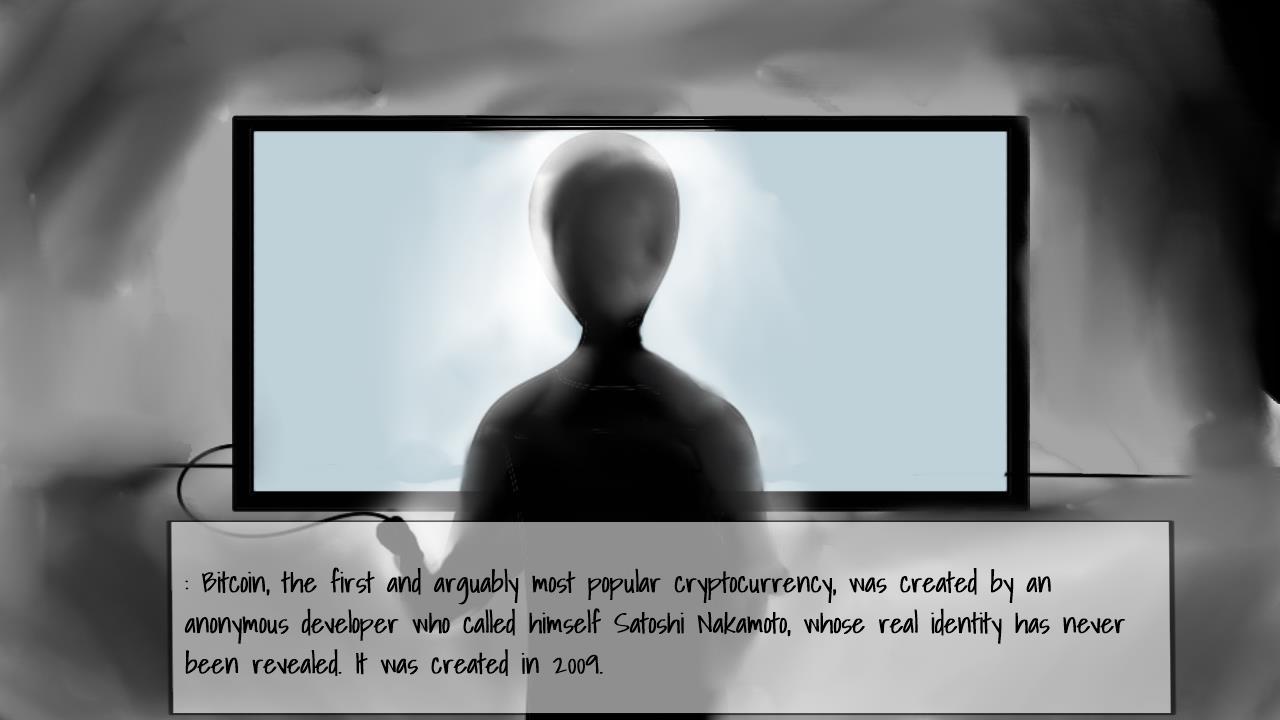 : Bitcoin, the first and arguably most popular cryptocurrency, was created by an
anonymous developer who called himself Satoshi Nakamoto, whose real identity has never
been revealed. It was created in 2009.